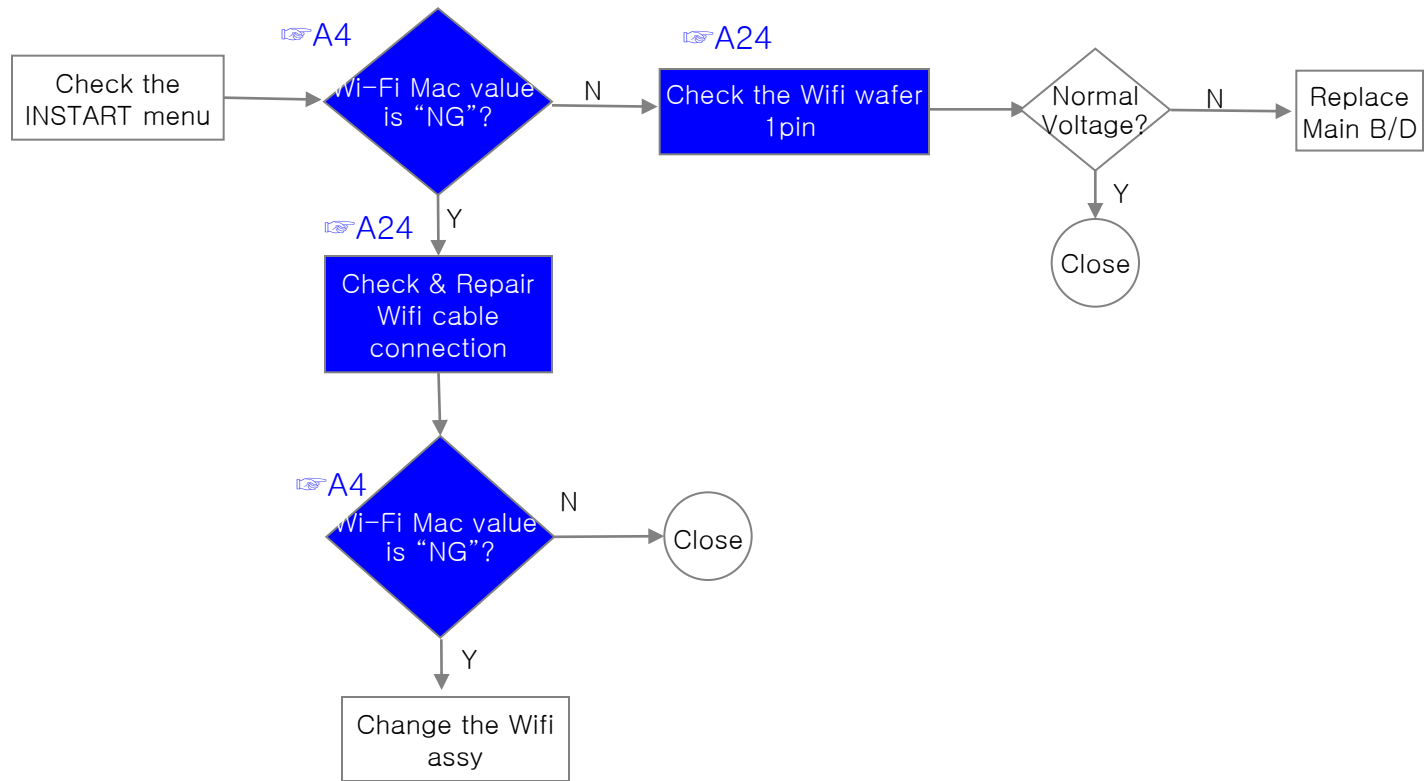 ☞A4
☞A24
Check the
INSTART menu
Wi-Fi Mac value
is “NG”?
N
Check the Wifi wafer
1pin
Normal
Voltage?
N
Replace
Main B/D
Y
☞A24
Y
Close
Check & Repair
Wifi cable
connection
☞A4
Wi-Fi Mac value
is “NG”?
N
Close
Y
Change the Wifi
assy